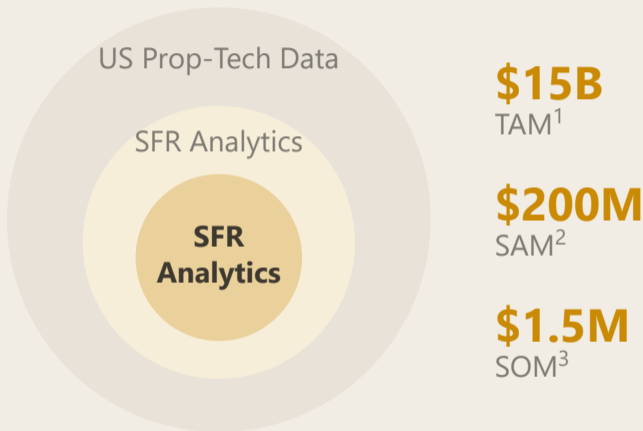 US Prop-Tech Data
SFR Analytics
SFR
Analytics
$15B
TAM¹
$200M
SAM²
$1.5M
SOM³